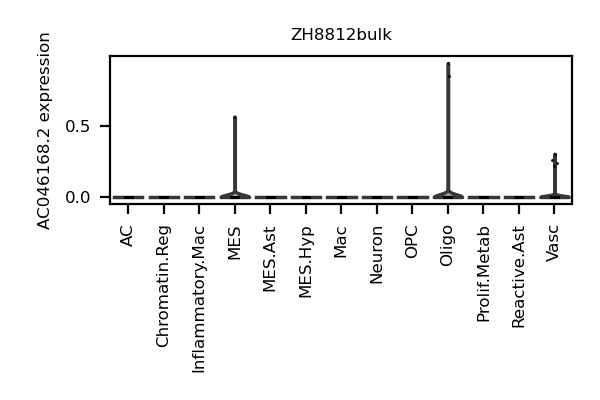 ZH8812bulk
AC046168.2 expression
0.5
0.0
AC
Chromatin.Reg
Inflammatory.Mac
MES
MES.Ast
MES.Hyp
Mac
Neuron
OPC
Oligo
Prolif.Metab
Reactive.Ast
Vasc